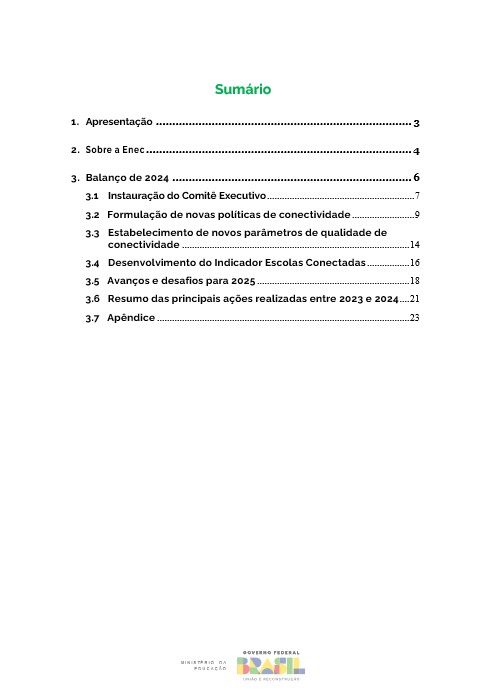 Sumário
1. Apresentação ........ 3
2. Sobre a Enec ........ 4
3. Balanço de 2024 ........ 6
3.1 Instauração do Comitê Executivo ........ 7
3.2 Formulação de novas políticas de conectividade ........ 9
3.3 Estabelecimento de novos parâmetros de qualidade de
conectividade ........ 14
3.4 Desenvolvimento do Indicador Escolas Conectadas ........ 16
3.5 Avanços e desafios para 2025 ........ 18
3.6 Resumo das principais ações realizadas entre 2023 e 2024 .... 21
3.7 Apêndice ........ 23
MINISTÉRIO DA
EDUCAÇÃO
GOVERNO FEDERAL
BRASIL
UNIÃO E RECONSTRUÇÃO